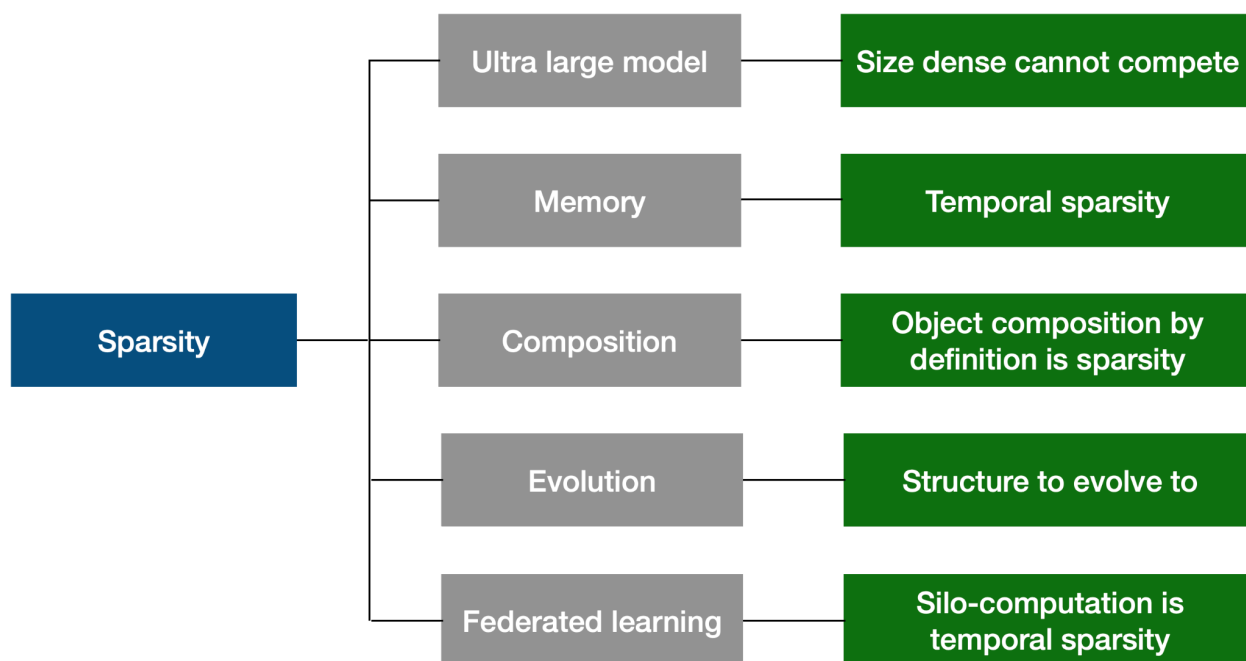 Ultra large model
Size dense cannot compete
Memory
Temporal sparsity
Sparsity
Composition
Object composition by
definition is sparsity
Evolution
Structure to evolve to
Federated learning
Silo-computation is
temporal sparsity